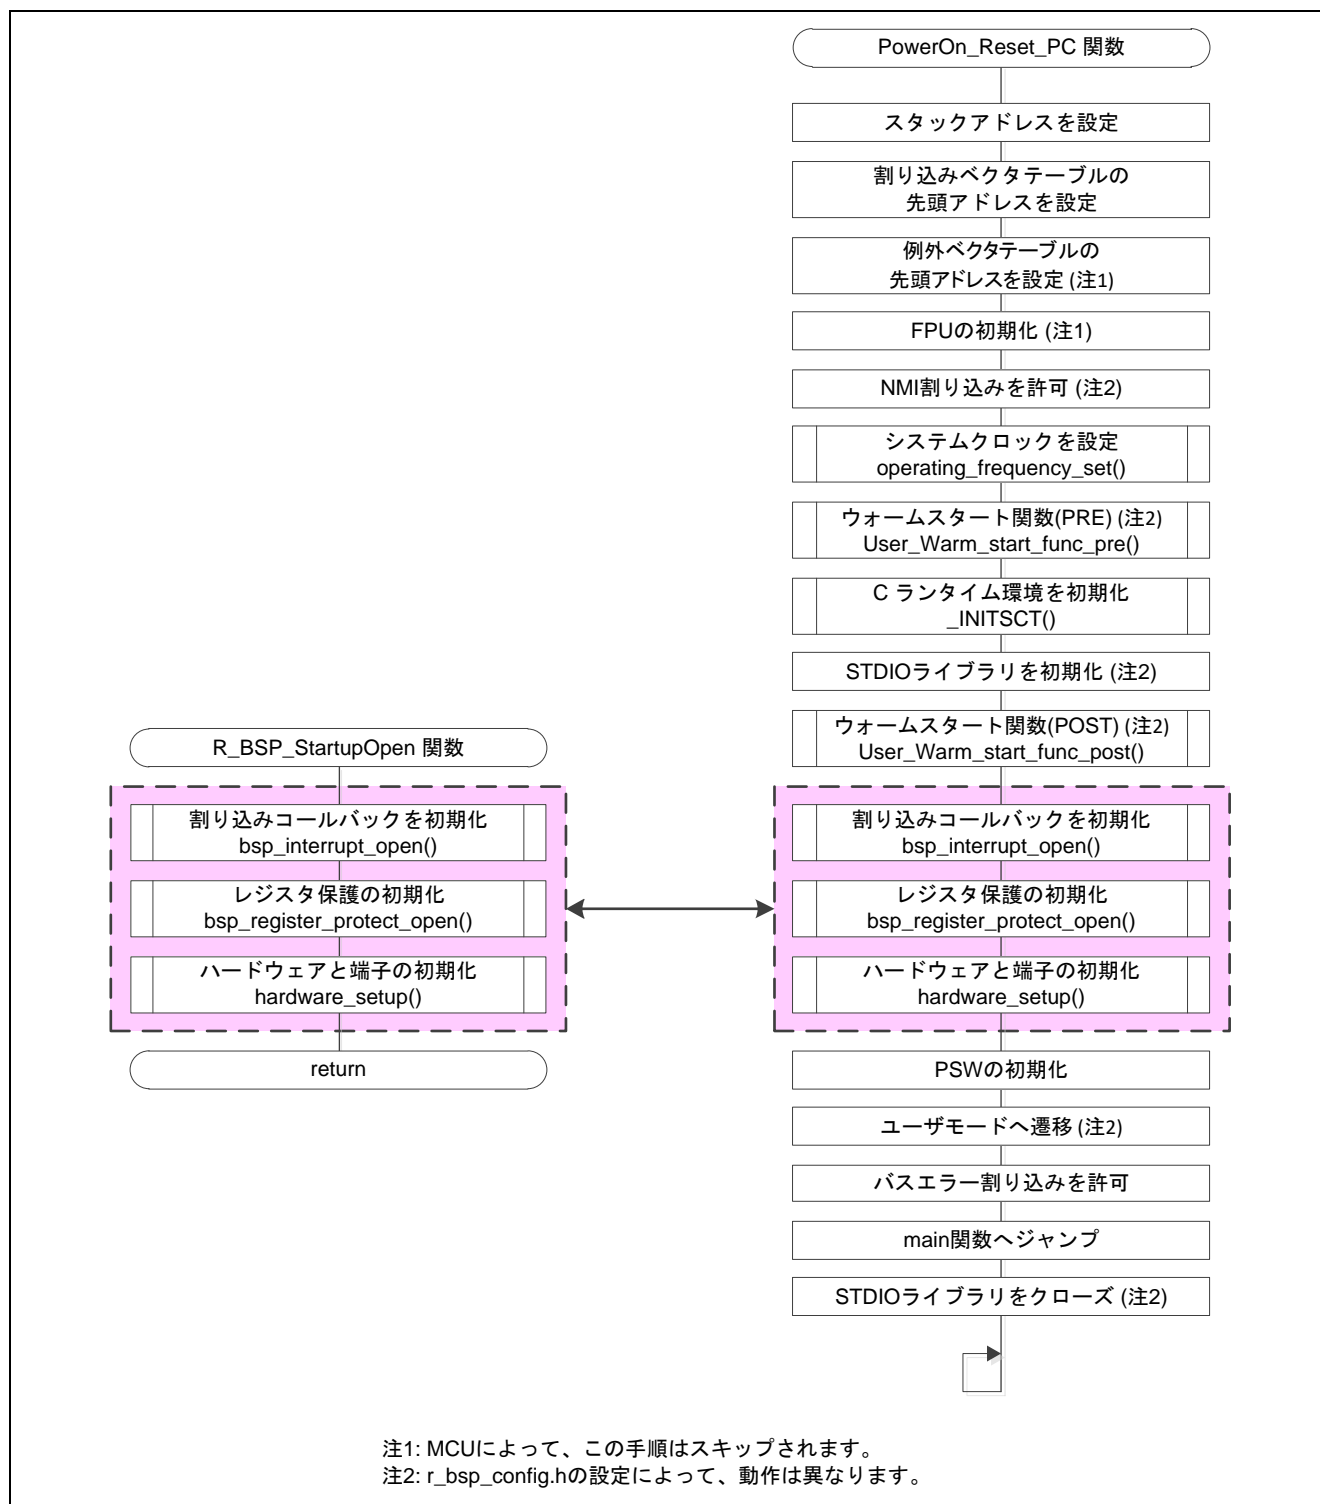 PowerOn_Reset_PC 関数
スタックアドレスを設定
割り込みベクタテーブルの
先頭アドレスを設定
例外ベクタテーブルの
先頭アドレスを設定 (注1)
FPUの初期化 (注1)
NMI割り込みを許可 (注2)
システムクロックを設定
operating_frequency_set()
ウォームスタート関数(PRE) (注2)
User_Warm_start_func_pre()
C ランタイム環境を初期化
_INITSCT()
STDIOライブラリを初期化 (注2)
ウォームスタート関数(POST) (注2)
User_Warm_start_func_post()
R_BSP_StartupOpen 関数
割り込みコールバックを初期化
bsp_interrupt_open()
レジスタ保護の初期化
bsp_register_protect_open()
ハードウェアと端子の初期化
hardware_setup()
return
割り込みコールバックを初期化
bsp_interrupt_open()
レジスタ保護の初期化
bsp_register_protect_open()
ハードウェアと端子の初期化
hardware_setup()
PSWの初期化
ユーザモードへ遷移 (注2)
バスエラー割り込みを許可
main関数へジャンプ
STDIOライブラリをクローズ (注2)
注1: MCUによって、この手順はスキップされます。
注2: r_bsp_config.hの設定によって、動作は異なります。